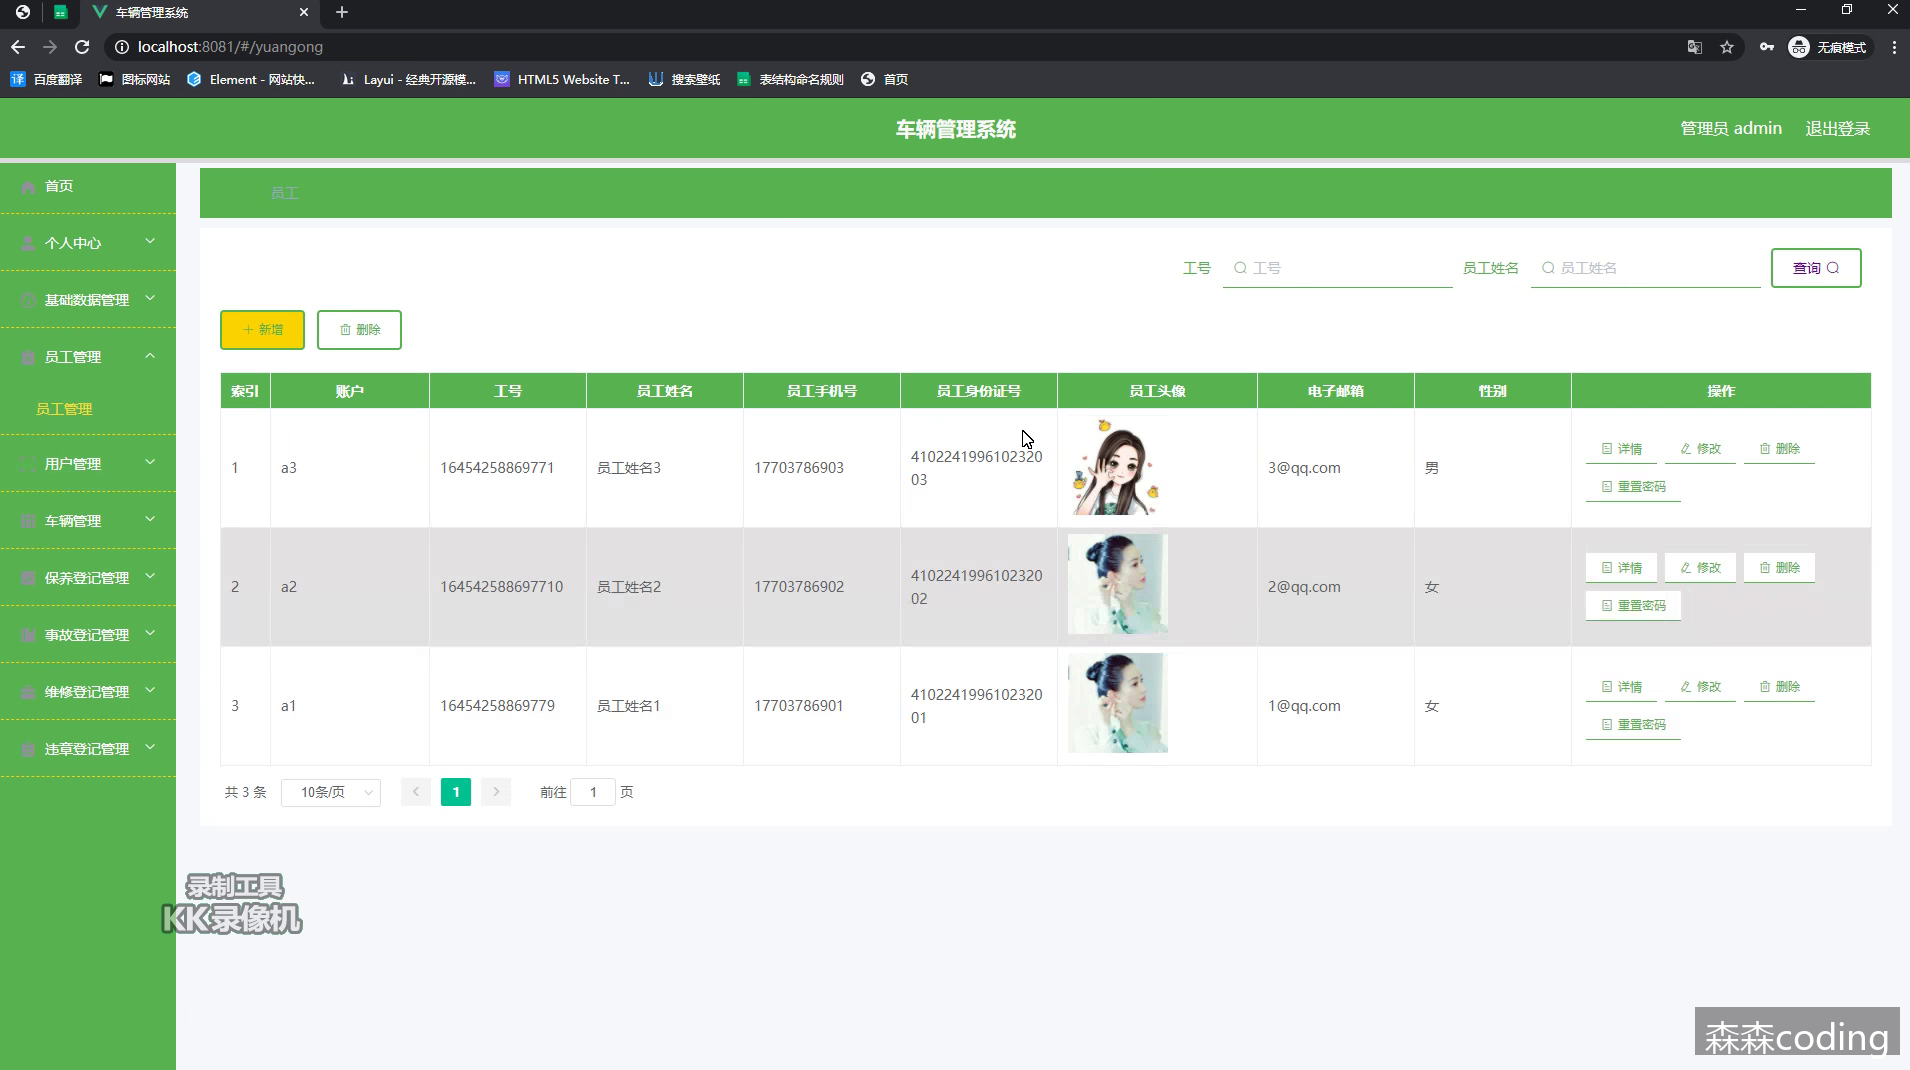 车辆管理系统
localhost:8081/#/yuangong
无痕模式
百度翻译
图标网站
Element - 网站快...
Layui - 经典开源模...
HTML5 Website T...
搜索壁纸
表结构命名规则
首页
车辆管理系统
管理员 admin
退出登录
首页
个人中心
基础数据管理
员工管理
员工管理
用户管理
车辆管理
保养登记管理
事故登记管理
维修登记管理
违章登记管理
员工
工号 工号 员工姓名 员工姓名 查询
新增 删除
索引 账户 工号 员工姓名 员工手机号 员工身份证号 员工头像 电子邮箱 性别 操作
1 a3 16454258869771 员工姓名3 17703786903 4102241996102320
03 3@qq.com 男 详情 修改 删除
重置密码
2 a2 164542588697710 员工姓名2 17703786902 4102241996102320
02 2@qq.com 女 详情 修改 删除
重置密码
3 a1 16454258869779 员工姓名1 17703786901 4102241996102320
01 1@qq.com 女 详情 修改 删除
重置密码
共 3 条 10条/页 1 前往 1 页
录制工具
KK录像机
森森coding